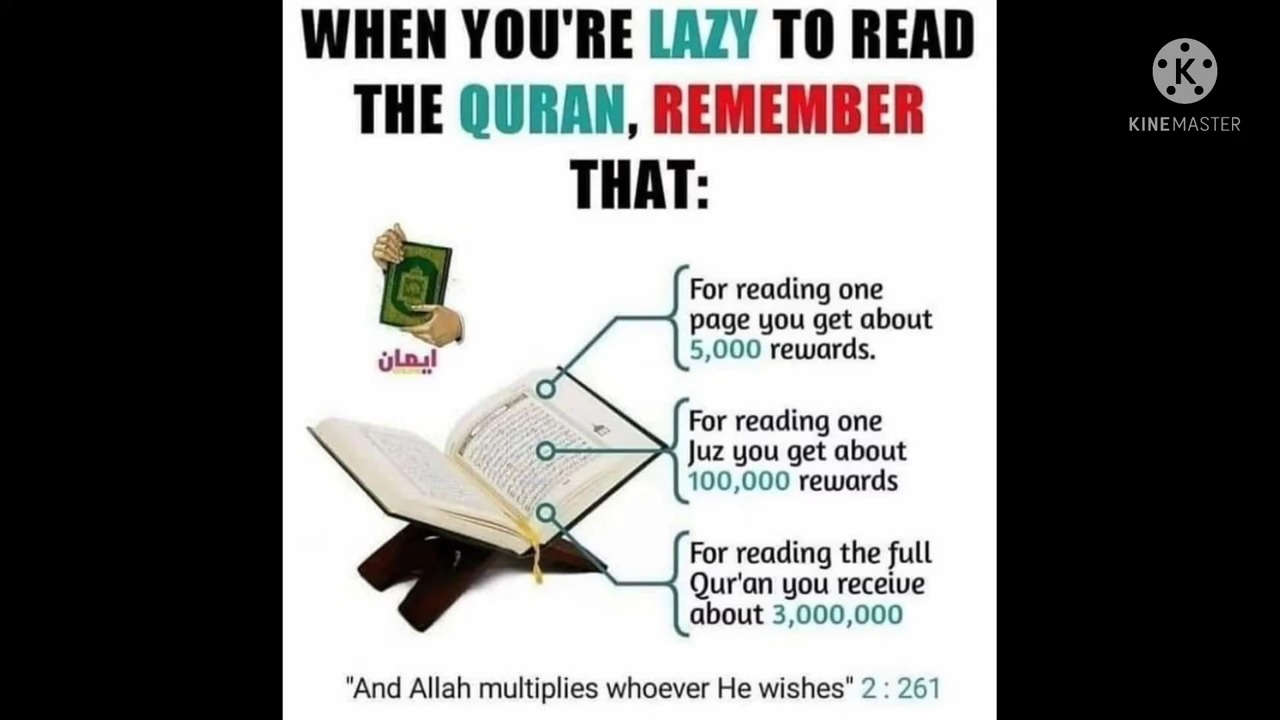 WHEN YOU'RE LAZY TO READ
THE QURAN, REMEMBER
THAT:
K
KINEMASTER
ایمان
For reading one
page you get about
5,000 rewards.
For reading one
Juz you get about
100,000 rewards
For reading the full
Qur'an you receive
about 3,000,000
"And Allah multiplies whoever He wishes" 2 : 261